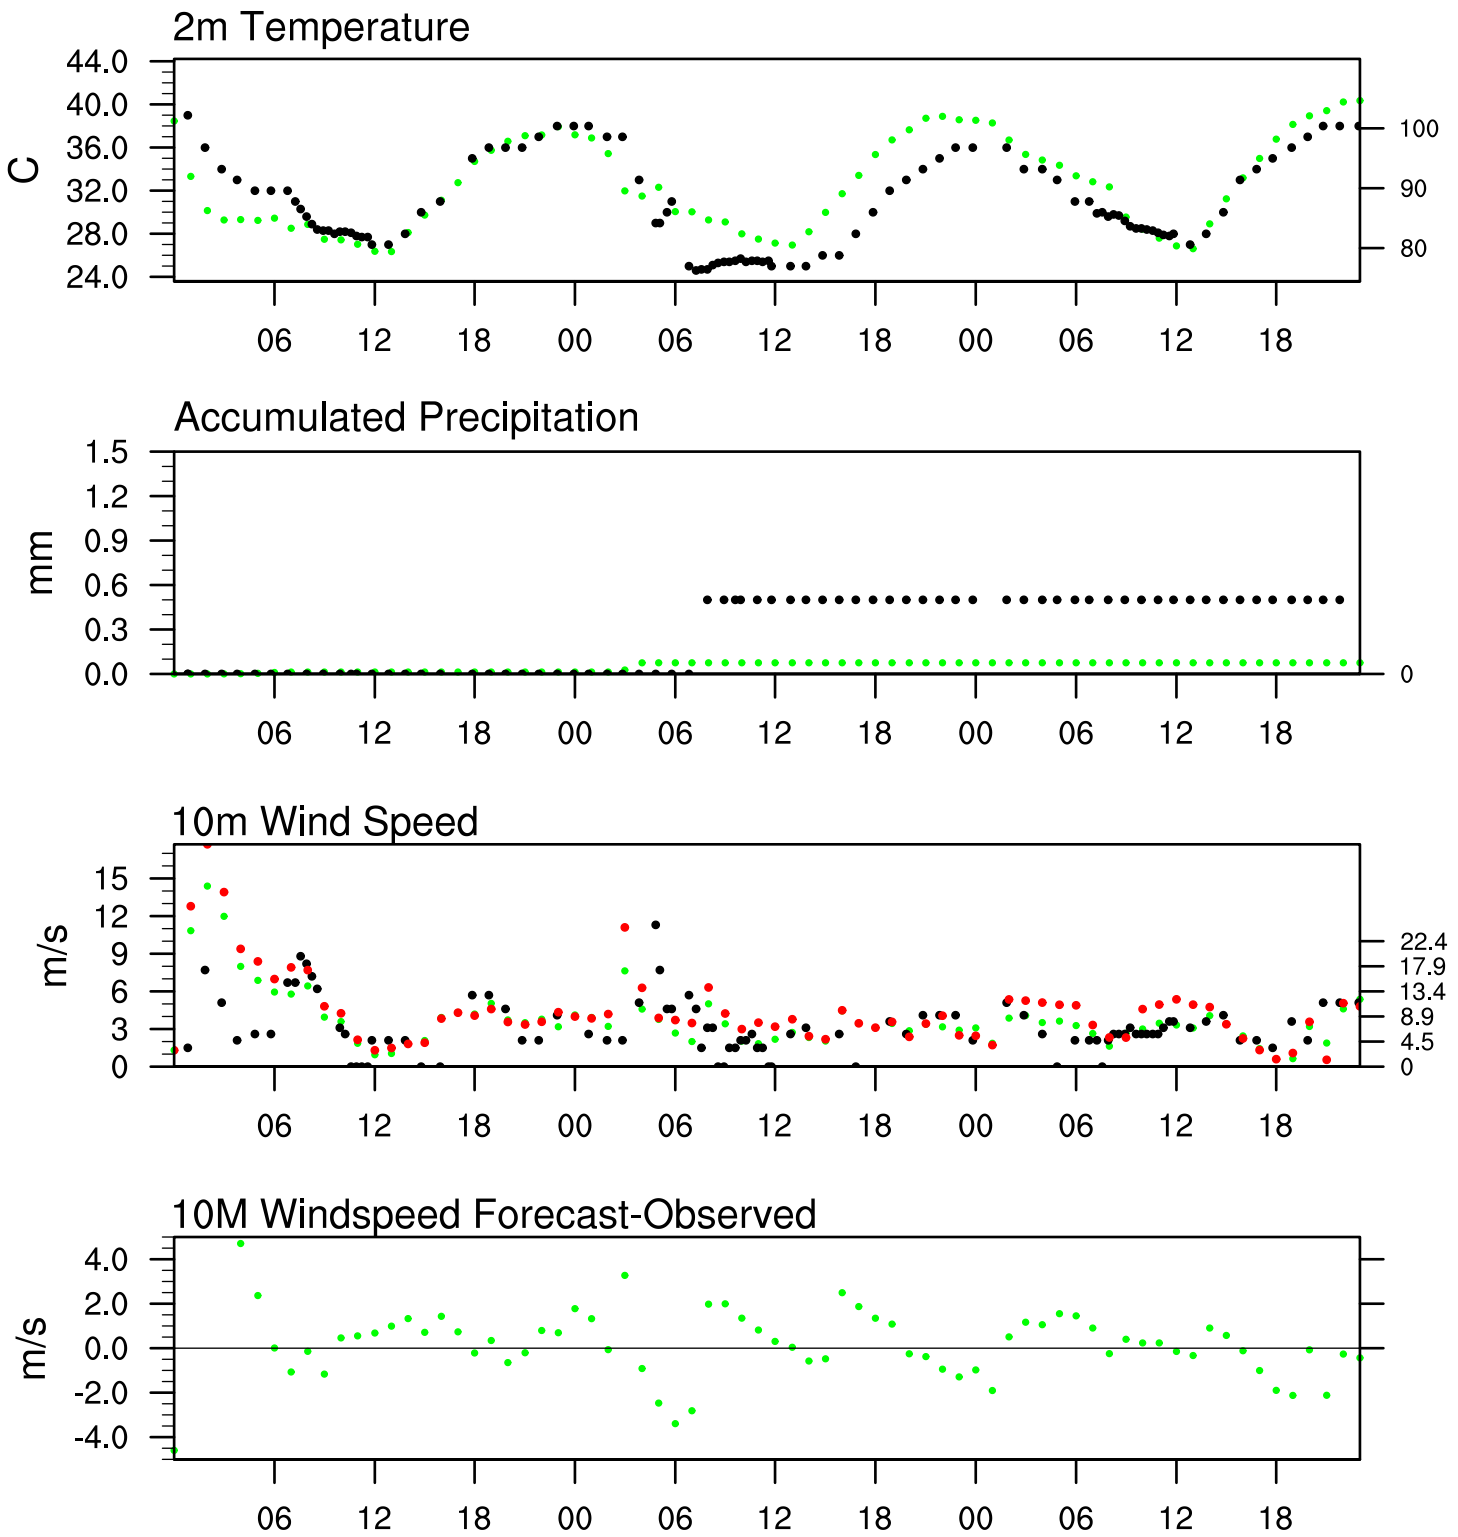 2m Temperature
44.0
40.0
36.0
32.0
28.0
24.0
C
100
90
80
06 12 18 00 06 12 18 00 06 12 18
Accumulated Precipitation
1.5
1.2
0.9
0.6
0.3
0.0
mm
0
06 12 18 00 06 12 18 00 06 12 18
10m Wind Speed
15
12
9
6
3
0
m/s
22.4
17.9
13.4
8.9
4.5
0
06 12 18 00 06 12 18 00 06 12 18
10M Windspeed Forecast-Observed
4.0
2.0
0.0
-2.0
-4.0
m/s
06 12 18 00 06 12 18 00 06 12 18